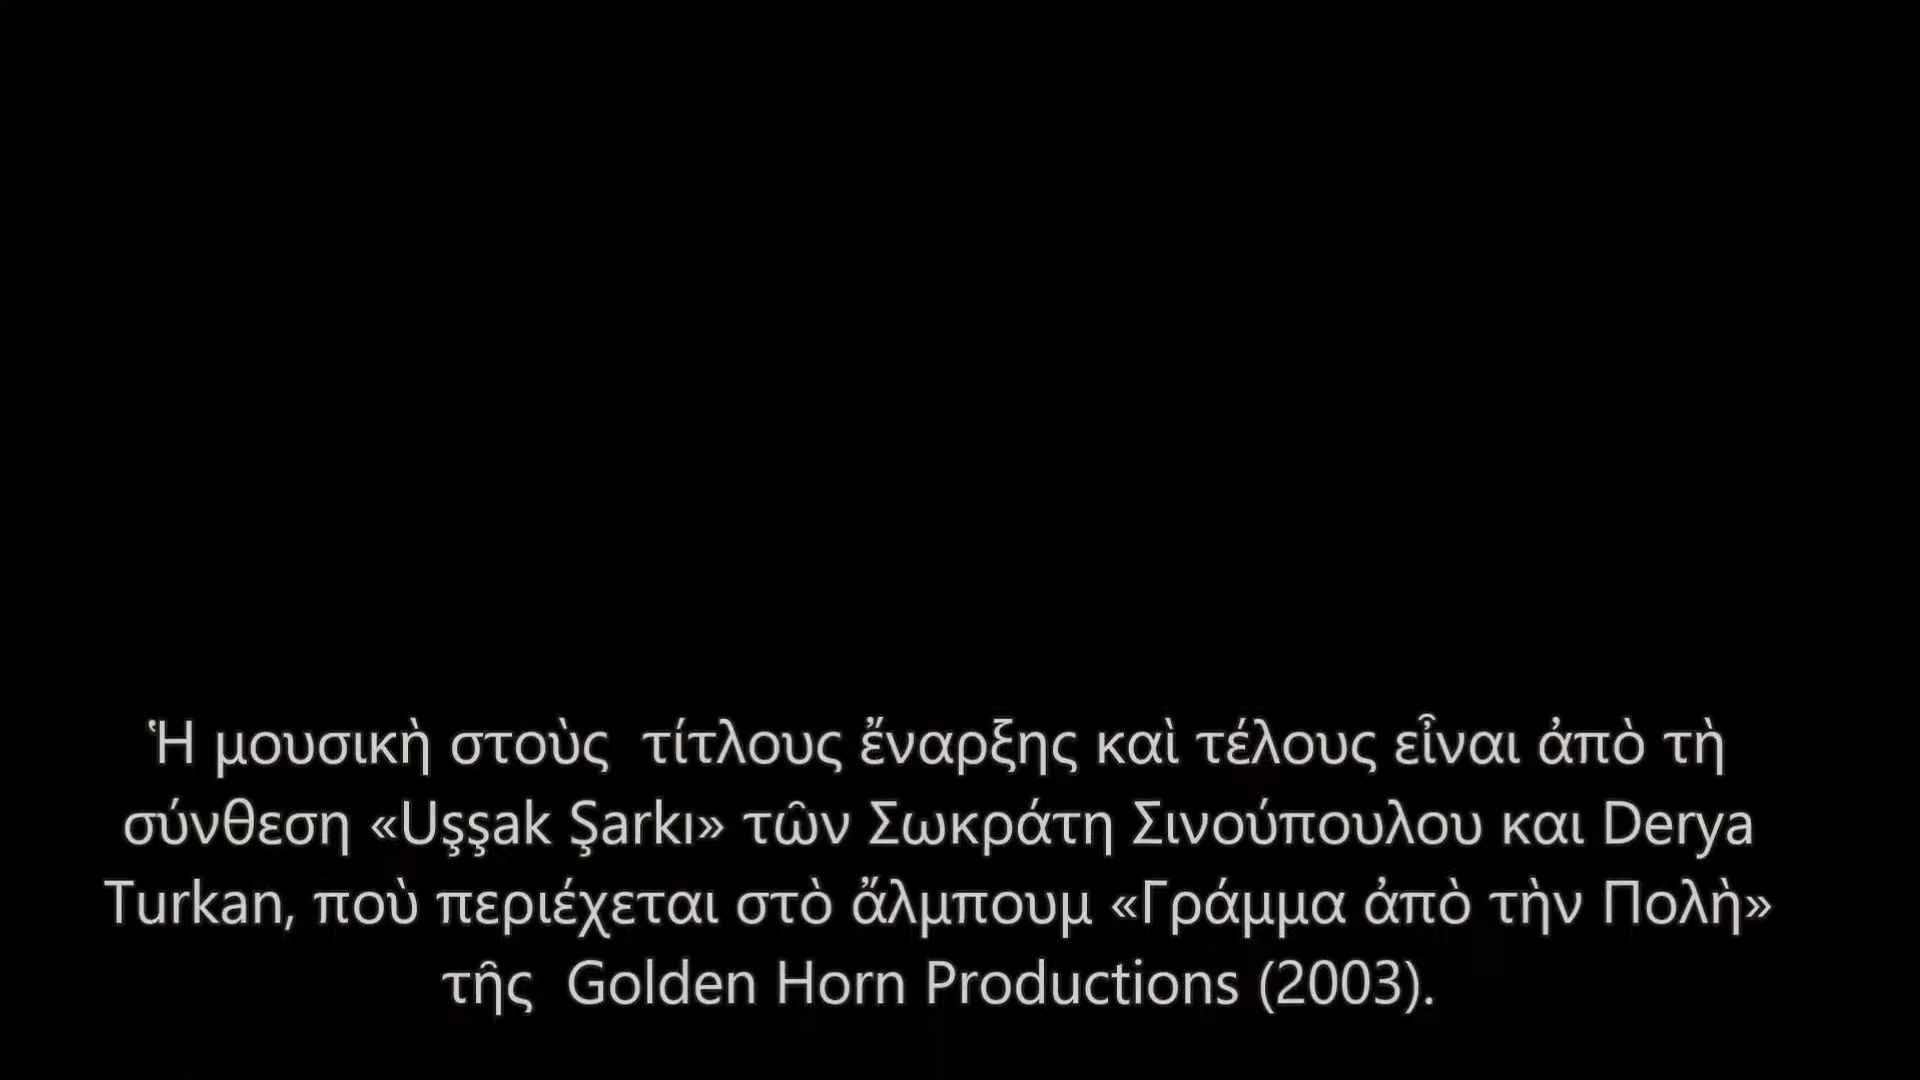 Ἡ μουσικὴ στοὺς  τίτλους ἔναρξης καὶ τέλους εἶναι ἀπὸ τὴ
σύνθεση «Uşşak Şarkı» τῶν Σωκράτη Σινούπουλου και Derya
Turkan, ποὺ περιέχεται στὸ ἄλμπουμ «Γράμμα ἀπὸ τὴν Πολὴ»
τῆς  Golden Horn Productions (2003).